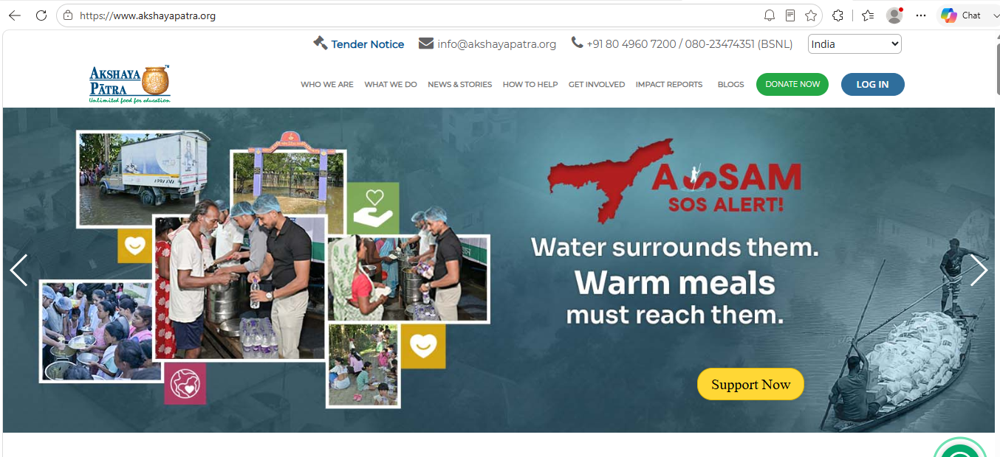 https://www.akshayapatra.org
Chat
Tender Notice info@akshayapatra.org +91 80 4960 7200 / 080-23474351 (BSNL) India
AKSHAYA
PĀTRA
TM
Unlimited food for education
WHO WE ARE WHAT WE DO NEWS & STORIES HOW TO HELP GET INVOLVED IMPACT REPORTS BLOGS DONATE NOW LOG IN
ASSAM
SOS ALERT!
Water surrounds them.
Warm meals
must reach them.
Support Now